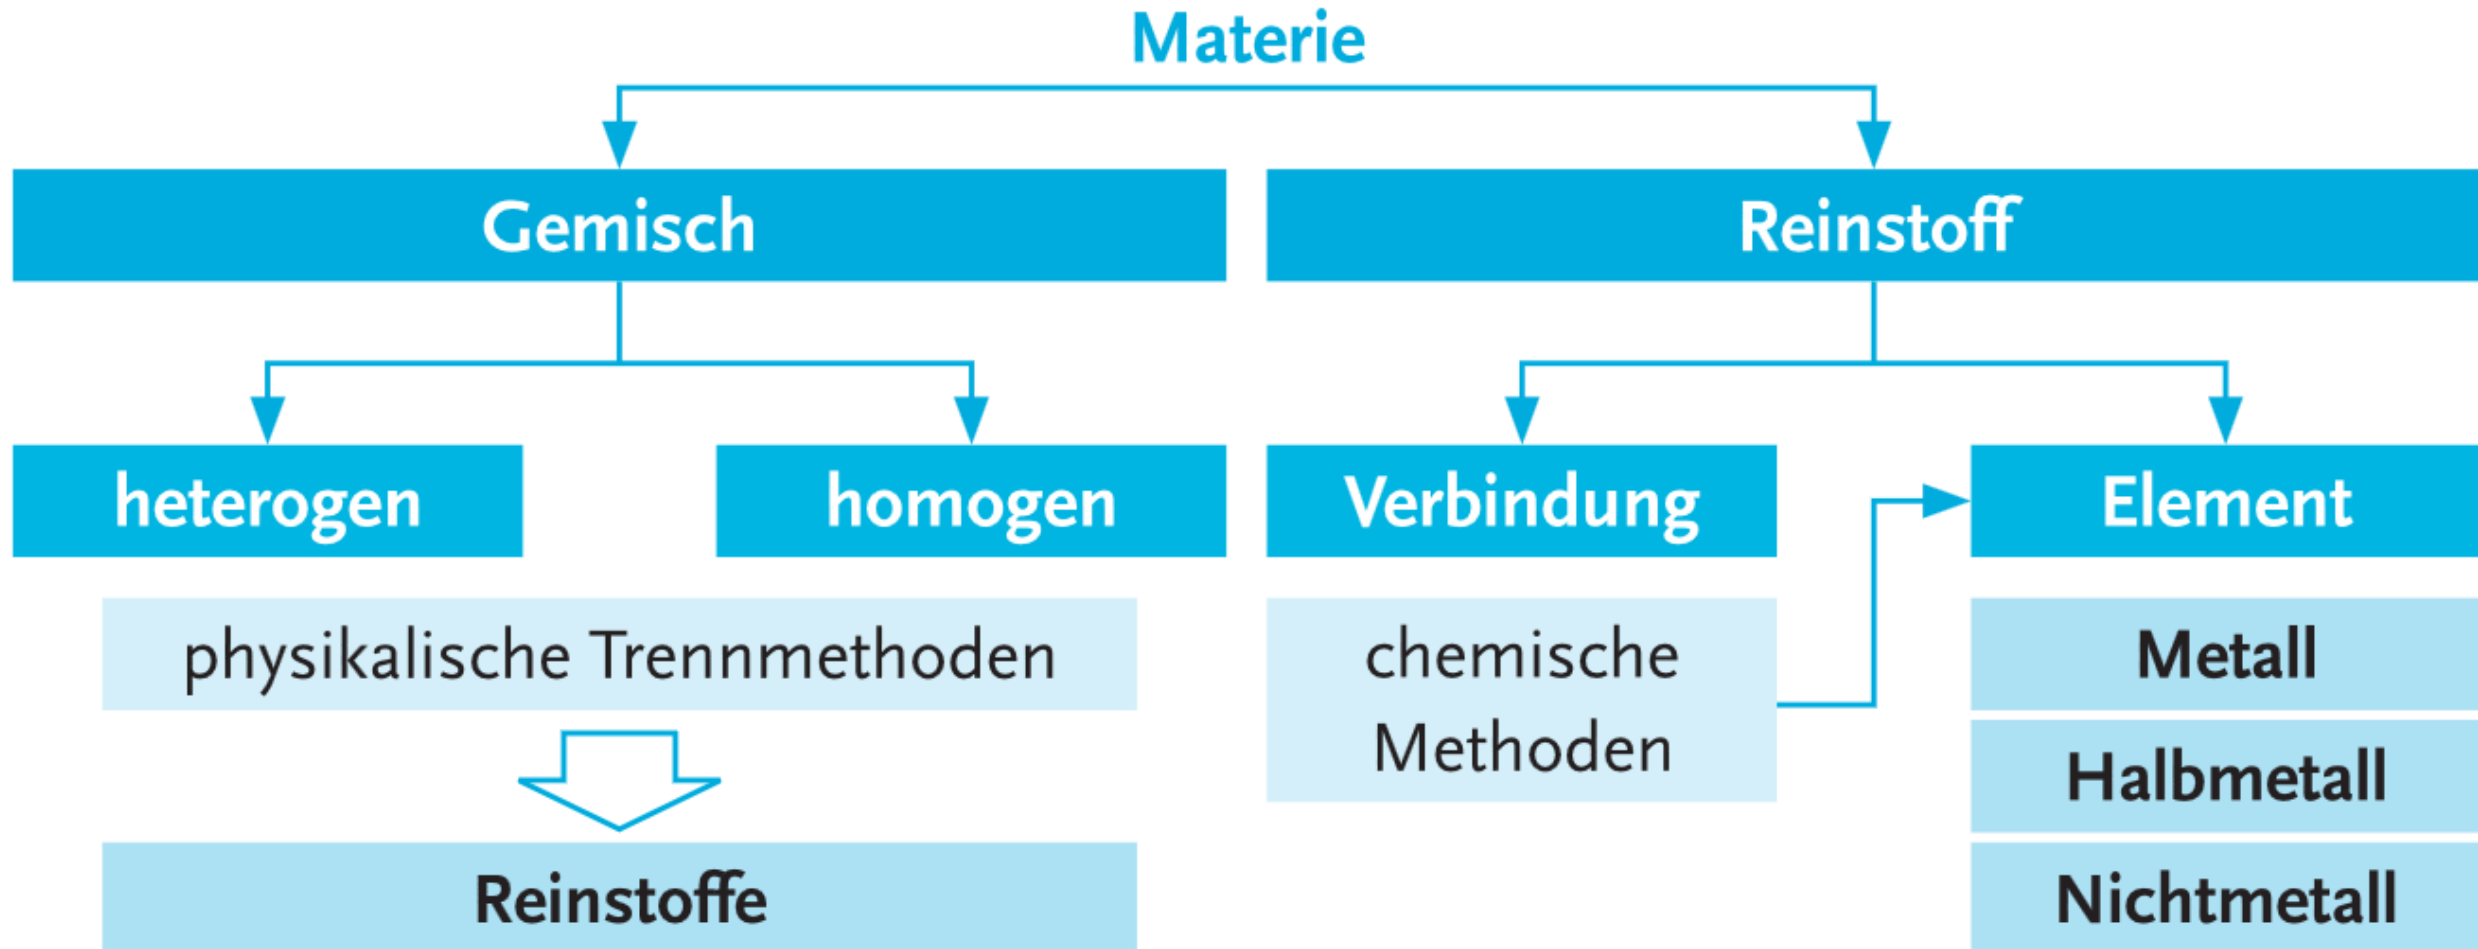 Materie
Gemisch
Reinstoff
heterogen
homogen
Verbindung
Element
physikalische Trennmethoden
chemische
Methoden
Metall
Halbmetall
Reinstoffe
Nichtmetall